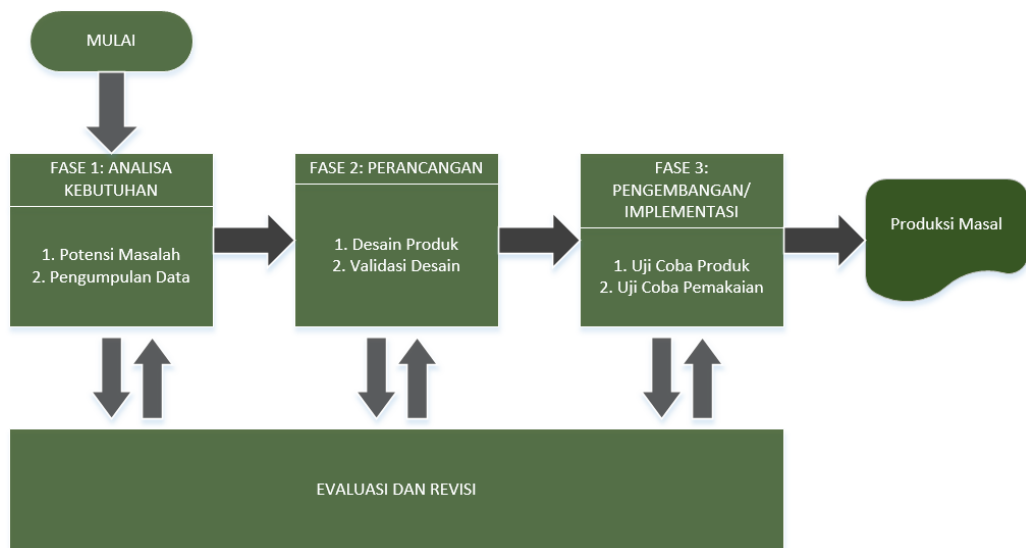 MULAI
FASE 1: ANALISA
KEBUTUHAN
1. Potensi Masalah
2. Pengumpulan Data
FASE 2: PERANCANGAN
1. Desain Produk
2. Validasi Desain
FASE 3:
PENGEMBANGAN/
IMPLEMENTASI
1. Uji Coba Produk
2. Uji Coba Pemakaian
Produksi Masal
EVALUASI DAN REVISI